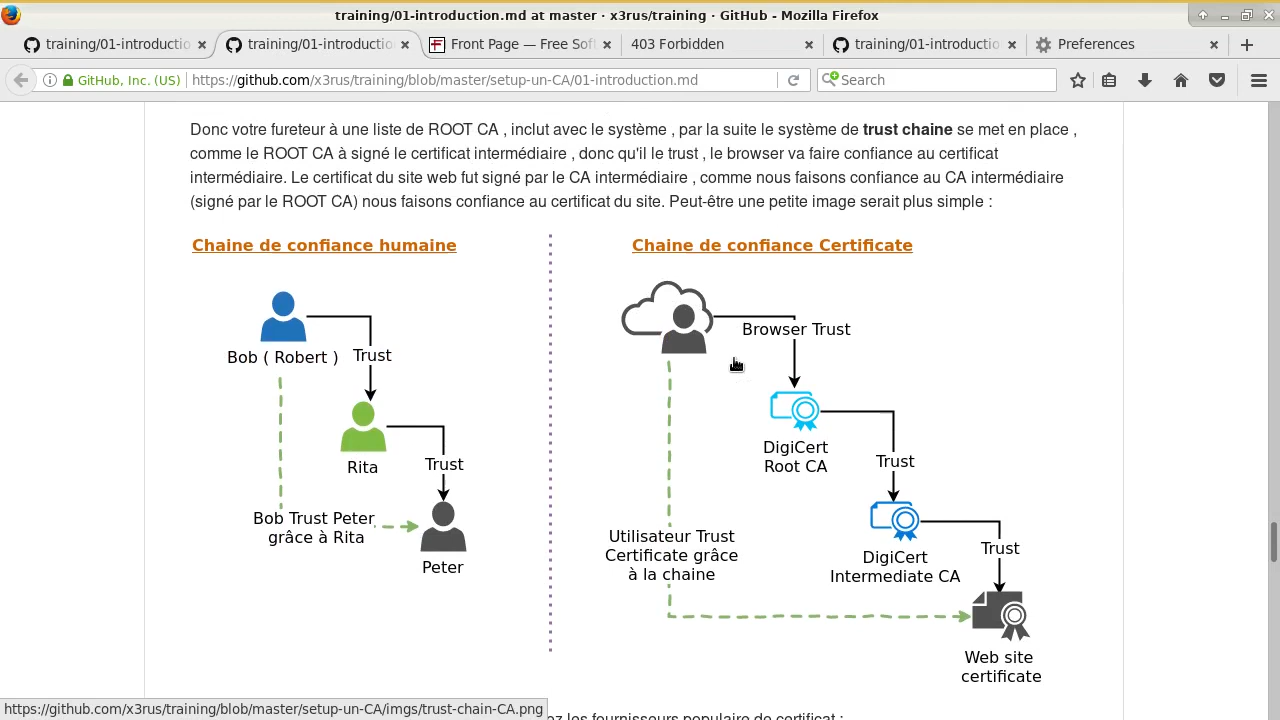 training/01-introduction.md at master · x3rus/training · GitHub - Mozilla Firefox
training/01-introductio
training/01-introductio
Front Page — Free Soft
403 Forbidden
training/01-introductio
Preferences
GitHub, Inc. (US)
https://github.com/x3rus/training/blob/master/setup-un-CA/01-introduction.md
Search
Donc votre fureteur à une liste de ROOT CA , inclut avec le système , par la suite le système de trust chaine se met en place ,
comme le ROOT CA à signé le certificat intermédiaire , donc qu'il le trust , le browser va faire confiance au certificat
intermédiaire. Le certificat du site web fut signé par le CA intermédiaire , comme nous faisons confiance au CA intermédiaire
(signé par le ROOT CA) nous faisons confiance au certificat du site. Peut-être une petite image serait plus simple :
Chaine de confiance humaine
Bob ( Robert )
Trust
Rita
Trust
Bob Trust Peter
grâce à Rita
Peter
Chaine de confiance Certificate
Browser Trust
DigiCert
Root CA
Trust
DigiCert
Intermediate CA
Trust
Utilisateur Trust
Certificate grâce
à la chaine
Web site
certificate
https://github.com/x3rus/training/blob/master/setup-un-CA/imgs/trust-chain-CA.png
ez les fournisseurs populaire de certificat :